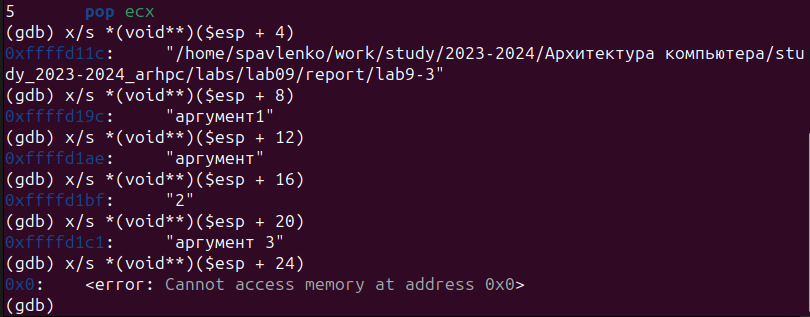 5       pop ecx
(gdb) x/s *(void**)($esp + 4)
0xffffd11c:     "/home/spavlenko/work/study/2023-2024/Архитектура компьютера/stu
dy_2023-2024_arhpc/labs/lab09/report/lab9-3"
(gdb) x/s *(void**)($esp + 8)
0xffffd19c:     "аргумент1"
(gdb) x/s *(void**)($esp + 12)
0xffffd1ae:     "аргумент"
(gdb) x/s *(void**)($esp + 16)
0xffffd1bf:     "2"
(gdb) x/s *(void**)($esp + 20)
0xffffd1c1:     "аргумент 3"
(gdb) x/s *(void**)($esp + 24)
0x0:    <error: Cannot access memory at address 0x0>
(gdb)